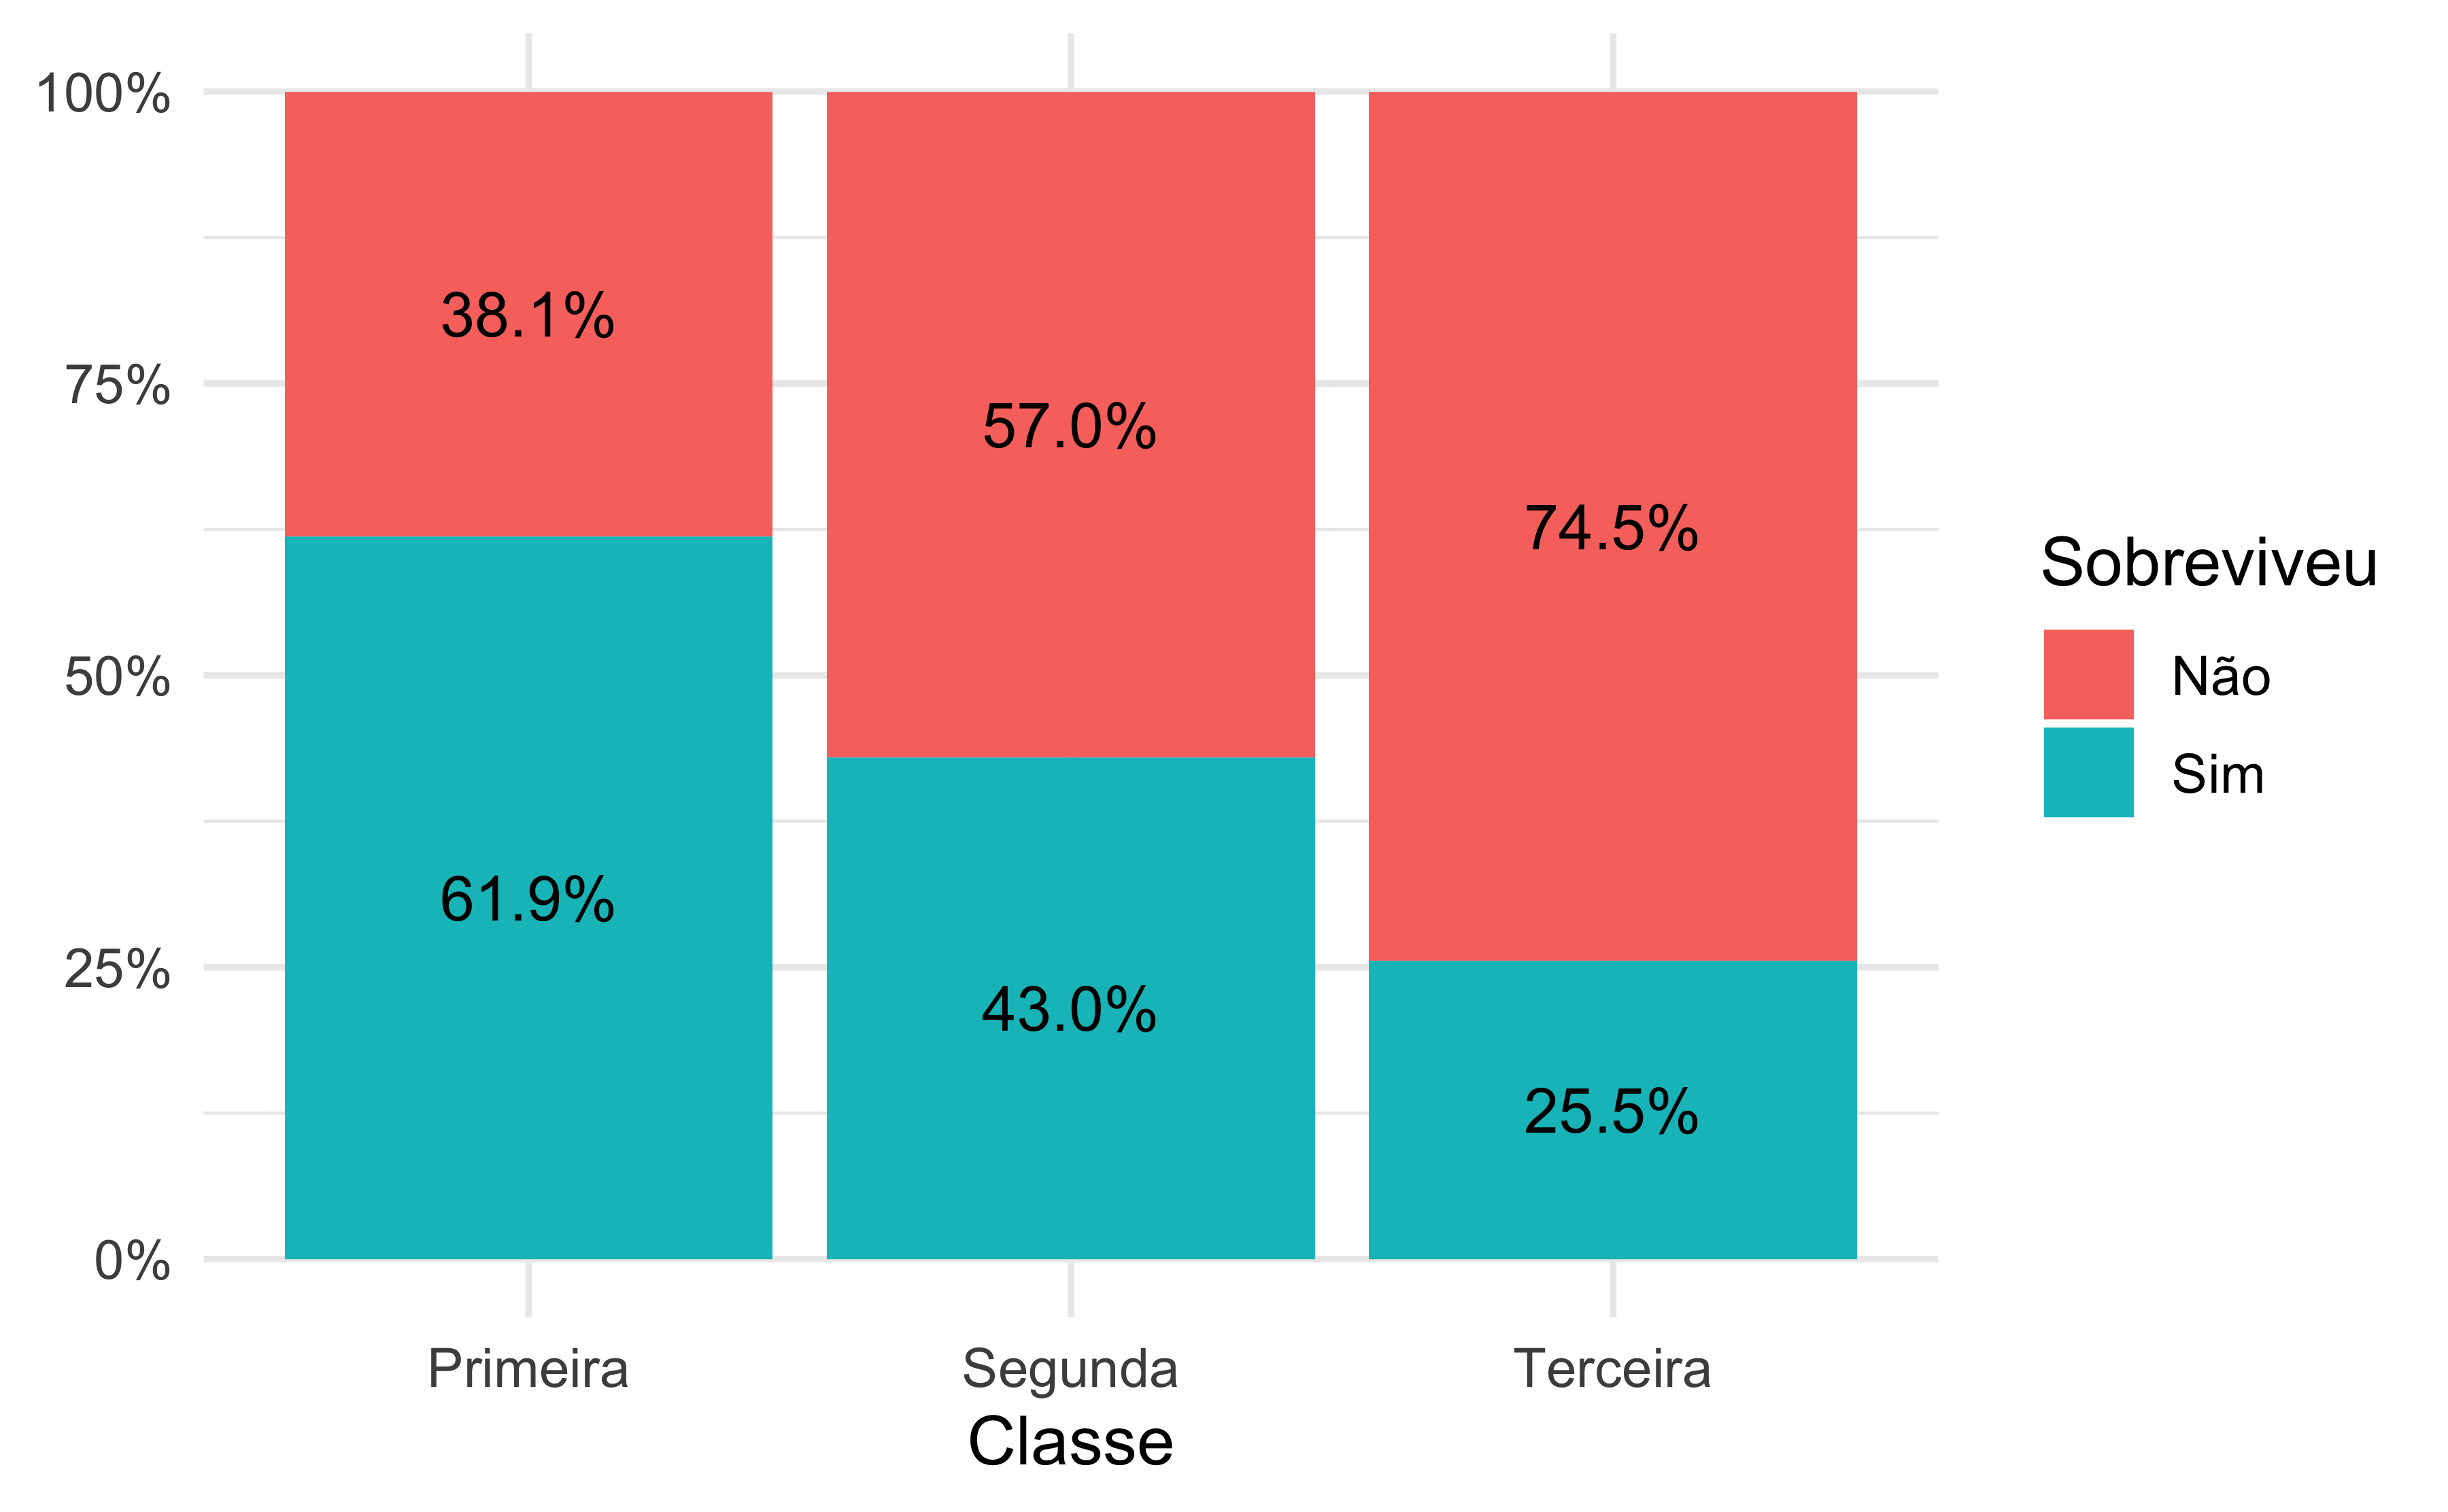 100%
75%
50%
25%
0%
38.1%
57.0%
74.5%
61.9%
43.0%
25.5%
Primeira
Segunda
Terceira
Classe
Sobreviveu
Não
Sim